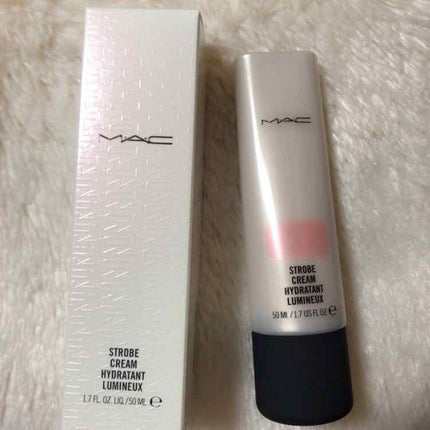 MAC
STROBE
CREAM
HYDRATANT
LUMINEUX
1.7 FL. OZ. LIQ./50 ML ℮
MAC
STROBE
CREAM
HYDRATANT
LUMINEUX
50 ML / 1.7 US FL OZ ℮